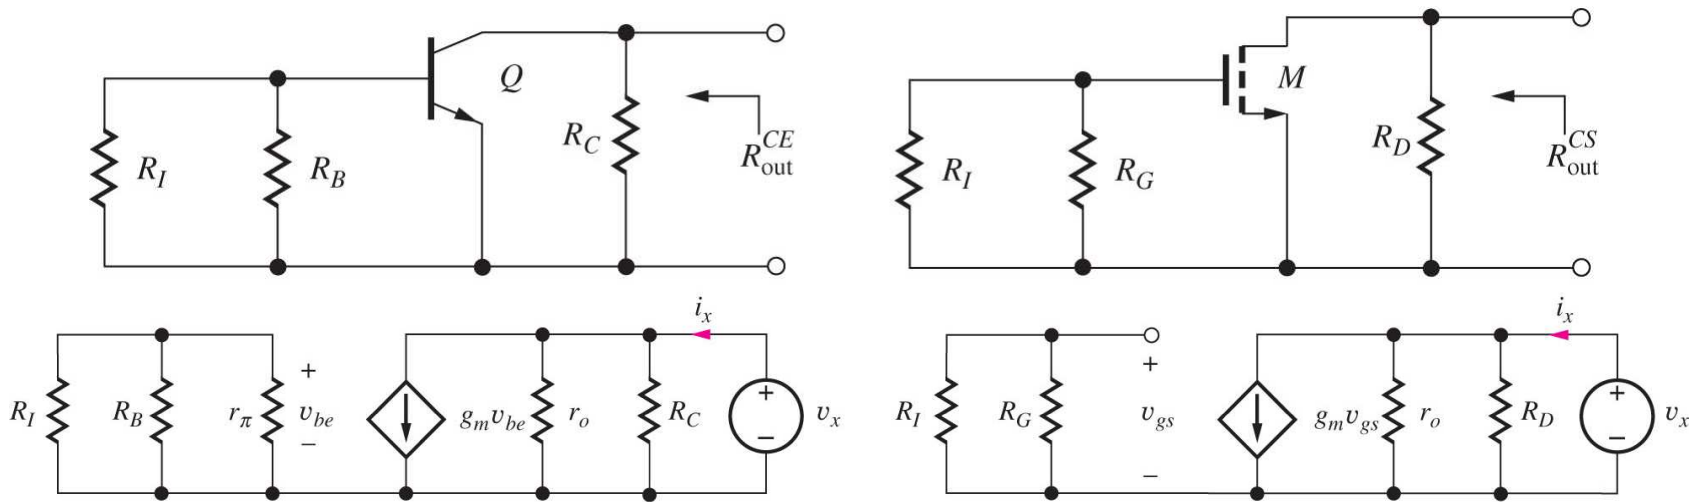 Q
M
R_I
R_B
R_C
R_out^CE
R_I
R_G
R_D
R_out^CS
i_x
i_x
R_I
R_B
r_π
+
v_be
−
g_m v_be
r_o
R_C
+
−
v_x
R_I
R_G
+
v_gs
−
g_m v_gs
r_o
R_D
+
−
v_x